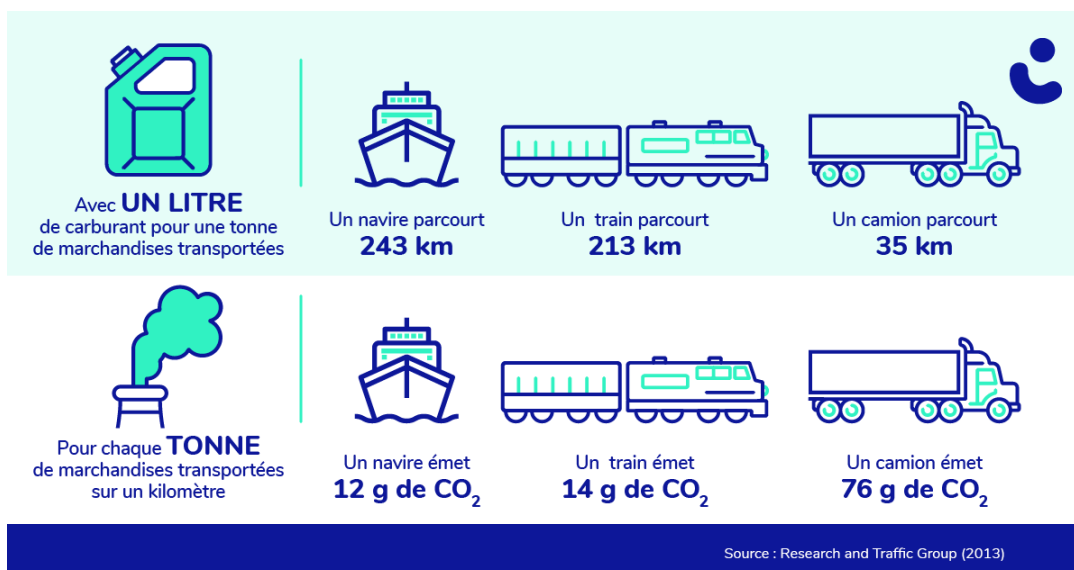 Avec UN LITRE
de carburant pour une tonne
de marchandises transportées
Un navire parcourt
243 km
Un train parcourt
213 km
Un camion parcourt
35 km
Pour chaque TONNE
de marchandises transportées
sur un kilomètre
Un navire émet
12 g de CO₂
Un train émet
14 g de CO₂
Un camion émet
76 g de CO₂
Source : Research and Traffic Group (2013)